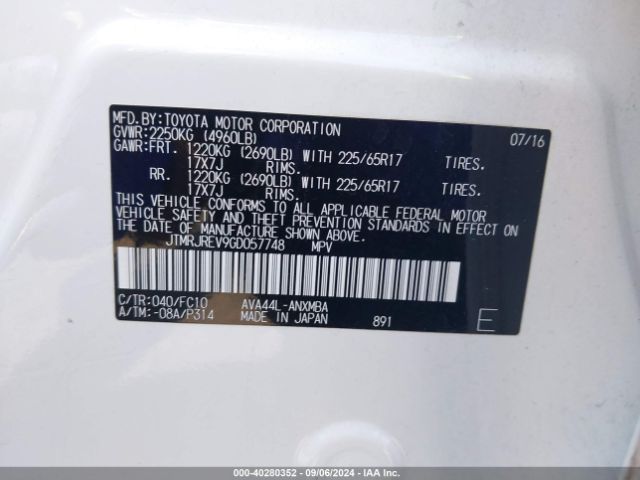 MFD.BY:TOYOTA MOTOR CORPORATION 07/16
GVWR:2250KG (4960LB)
GAWR:FRT. 1220KG (2690LB) WITH 225/65R17 TIRES.
17X7J RIMS.
RR. 1220KG (2690LB) WITH 225/65R17 TIRES.
17X7J RIMS.
THIS VEHICLE CONFORMS TO ALL APPLICABLE FEDERAL MOTOR
VEHICLE SAFETY AND THEFT PREVENTION STANDARDS IN EFFECT ON
THE DATE OF MANUFACTURE SHOWN ABOVE.
JTMRJREV9GD057748 MPV
C/TR:040/FC10 AVA44L-ANXMBA
A/TM:-08A/P314 MADE IN JAPAN 891 E
000-40280352 - 09/06/2024 - IAA